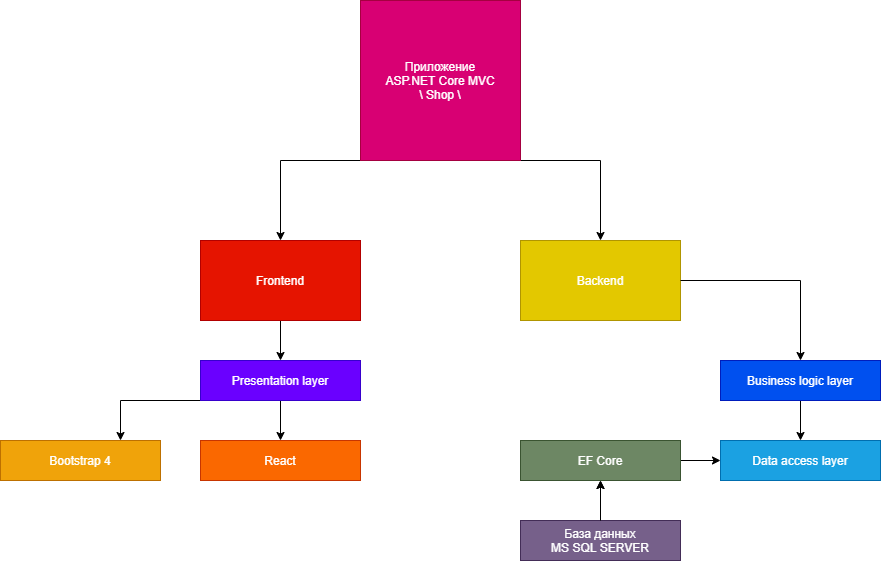 Приложение
ASP.NET Core MVC
\ Shop \
Frontend
Backend
Presentation layer
Business logic layer
Bootstrap 4
React
EF Core
Data access layer
База данных
MS SQL SERVER